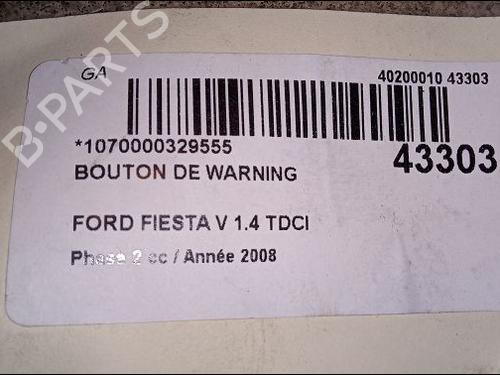 GA
40200010 43303
*1070000329555
43303
BOUTON DE WARNING
FORD FIESTA V 1.4 TDCI
Phase 2 cc / Année 2008
B-PARTS